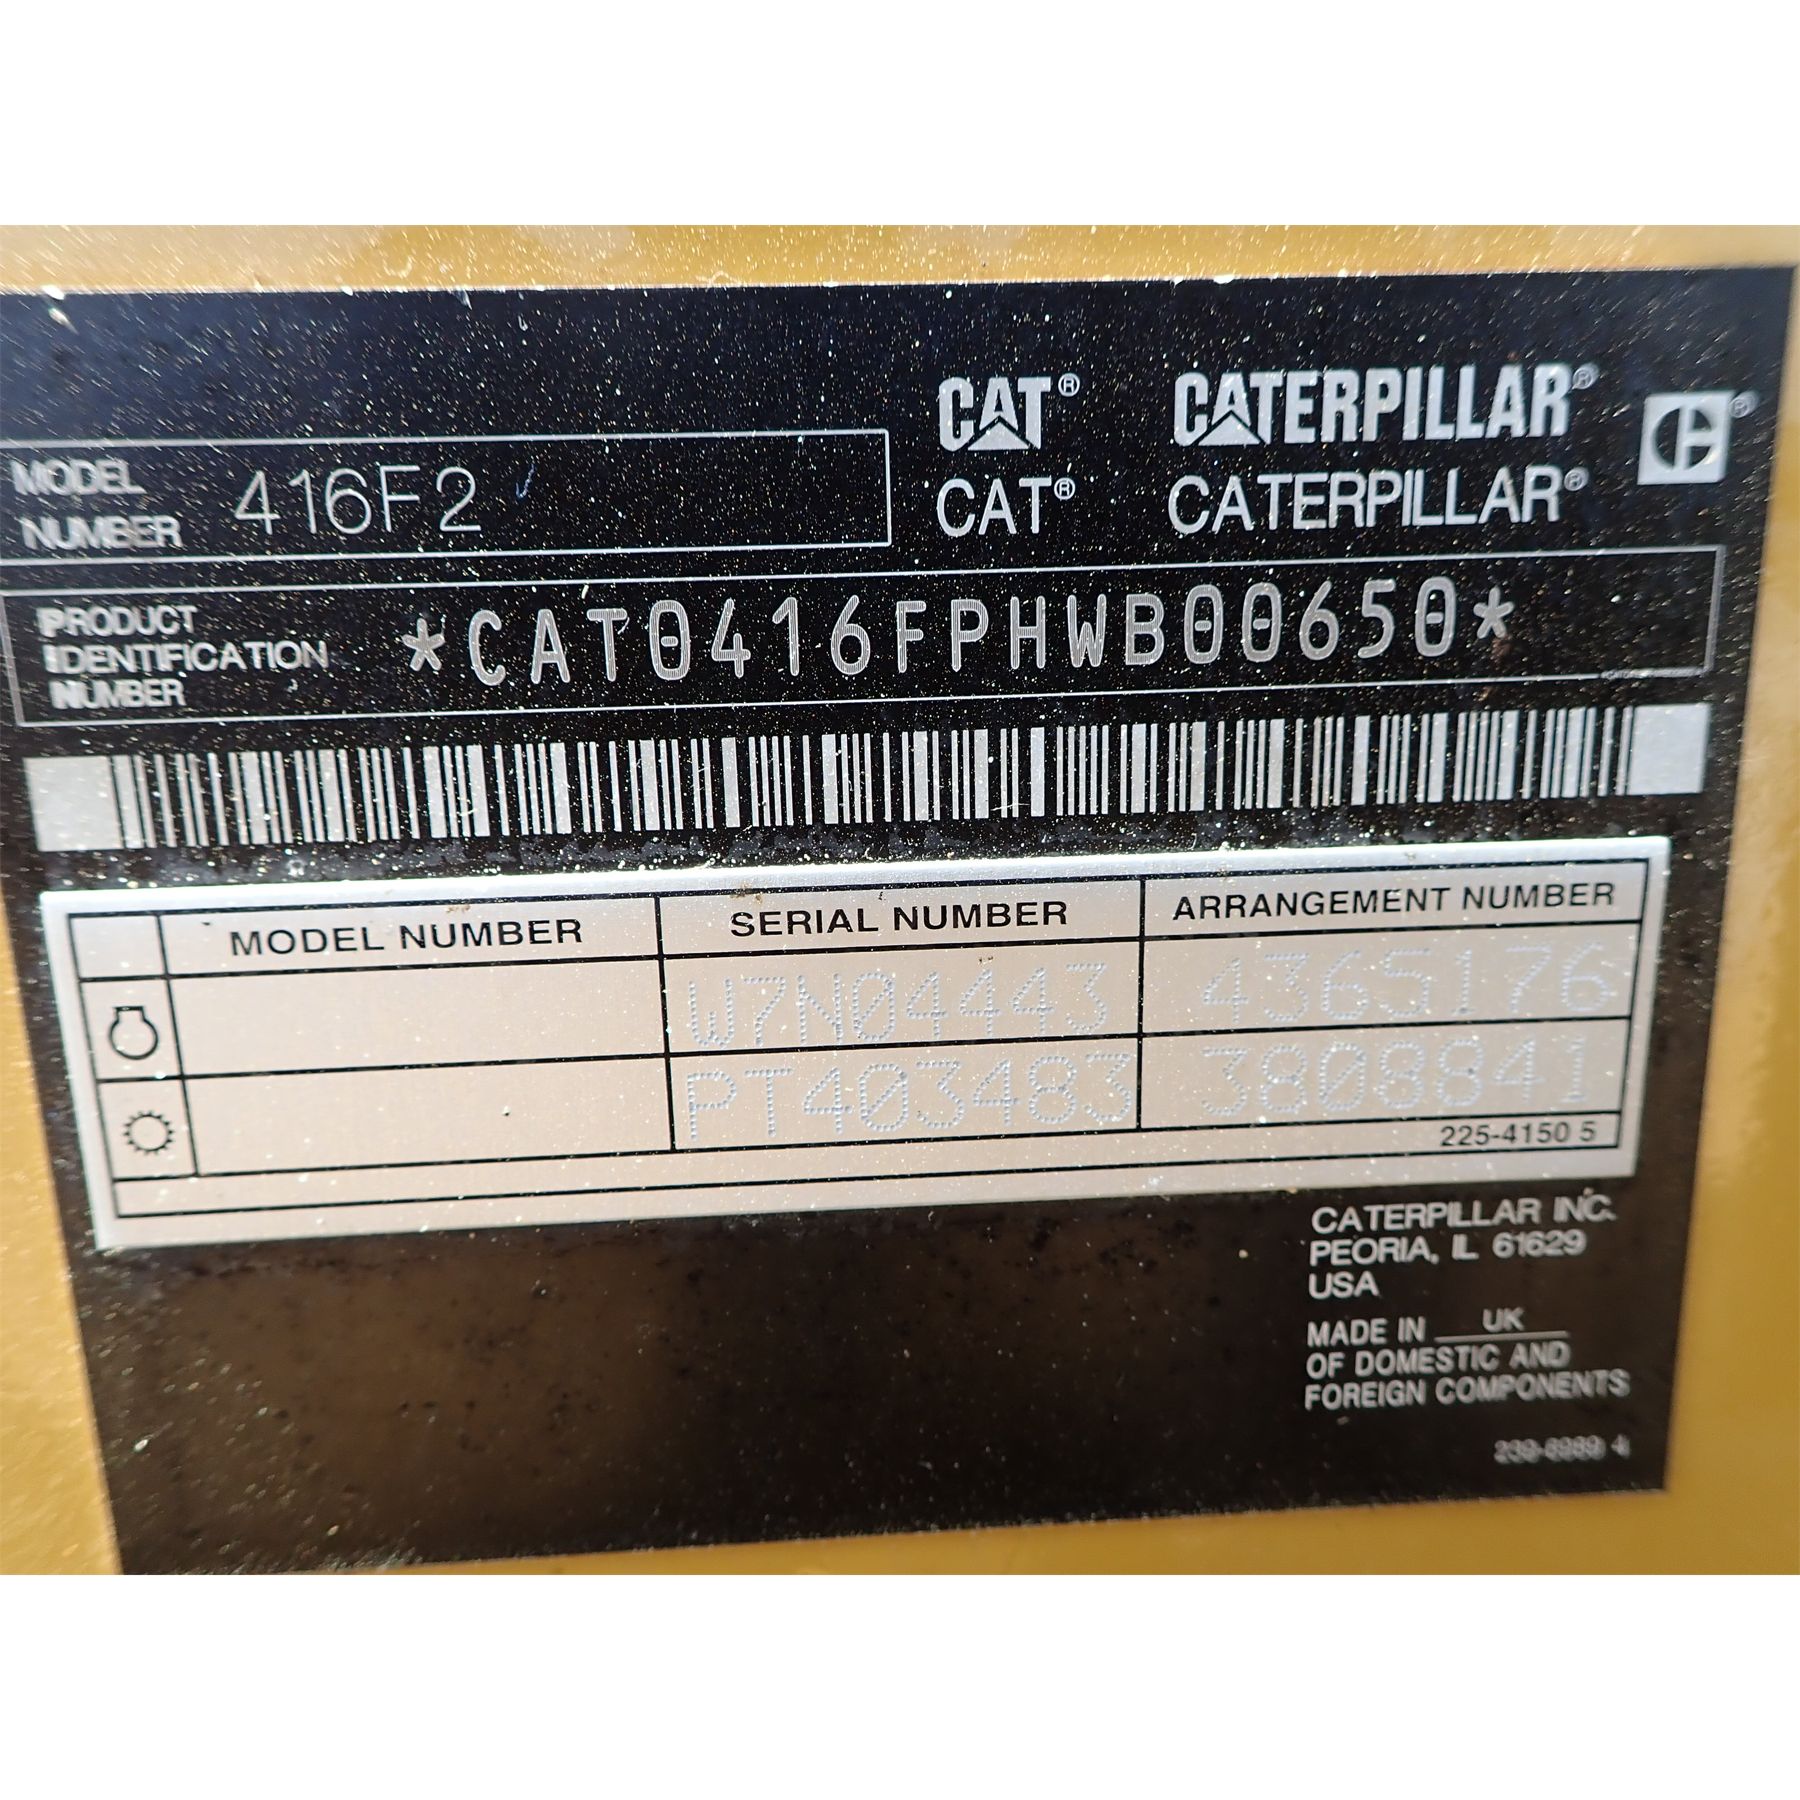 CAT® CATERPILLAR®
MODEL NUMBER 416F2
CAT® CATERPILLAR®
PRODUCT IDENTIFICATION NUMBER *CAT0416FPHWB00650*
MODEL NUMBER SERIAL NUMBER ARRANGEMENT NUMBER
W7N04443 4365176
PT403483 3808841
225-4150 5
CATERPILLAR INC.
PEORIA, IL 61629
USA
MADE IN UK
OF DOMESTIC AND
FOREIGN COMPONENTS